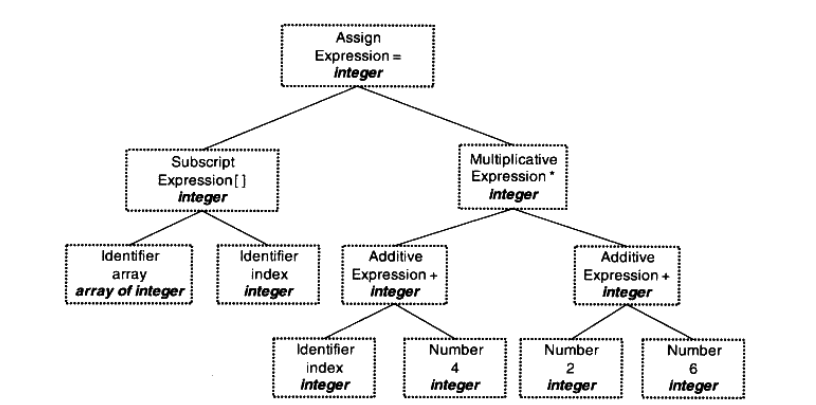 Assign
Expression =
integer
Subscript
Expression [ ]
integer
Multiplicative
Expression *
integer
Identifier
array
array of integer
Identifier
index
integer
Additive
Expression +
integer
Additive
Expression +
integer
Identifier
index
integer
Number
4
integer
Number
2
integer
Number
6
integer